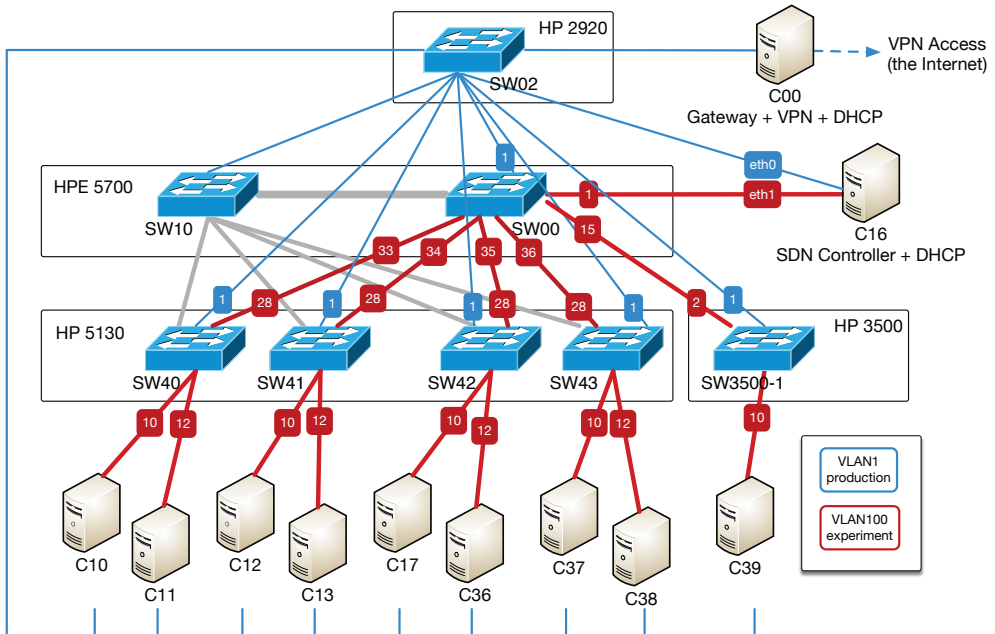 HP 2920
SW02
C00
Gateway + VPN + DHCP
VPN Access
(the Internet)
HPE 5700
SW10
SW00
1
eth0
1
eth1
C16
SDN Controller + DHCP
15
33
34
35
36
HP 5130
1
28
1
28
1
28
28
1
2
1
HP 3500
SW40
SW41
SW42
SW43
SW3500-1
10
12
10
12
10
12
10
12
10
C10
C11
C12
C13
C17
C36
C37
C38
C39
VLAN1
production
VLAN100
experiment